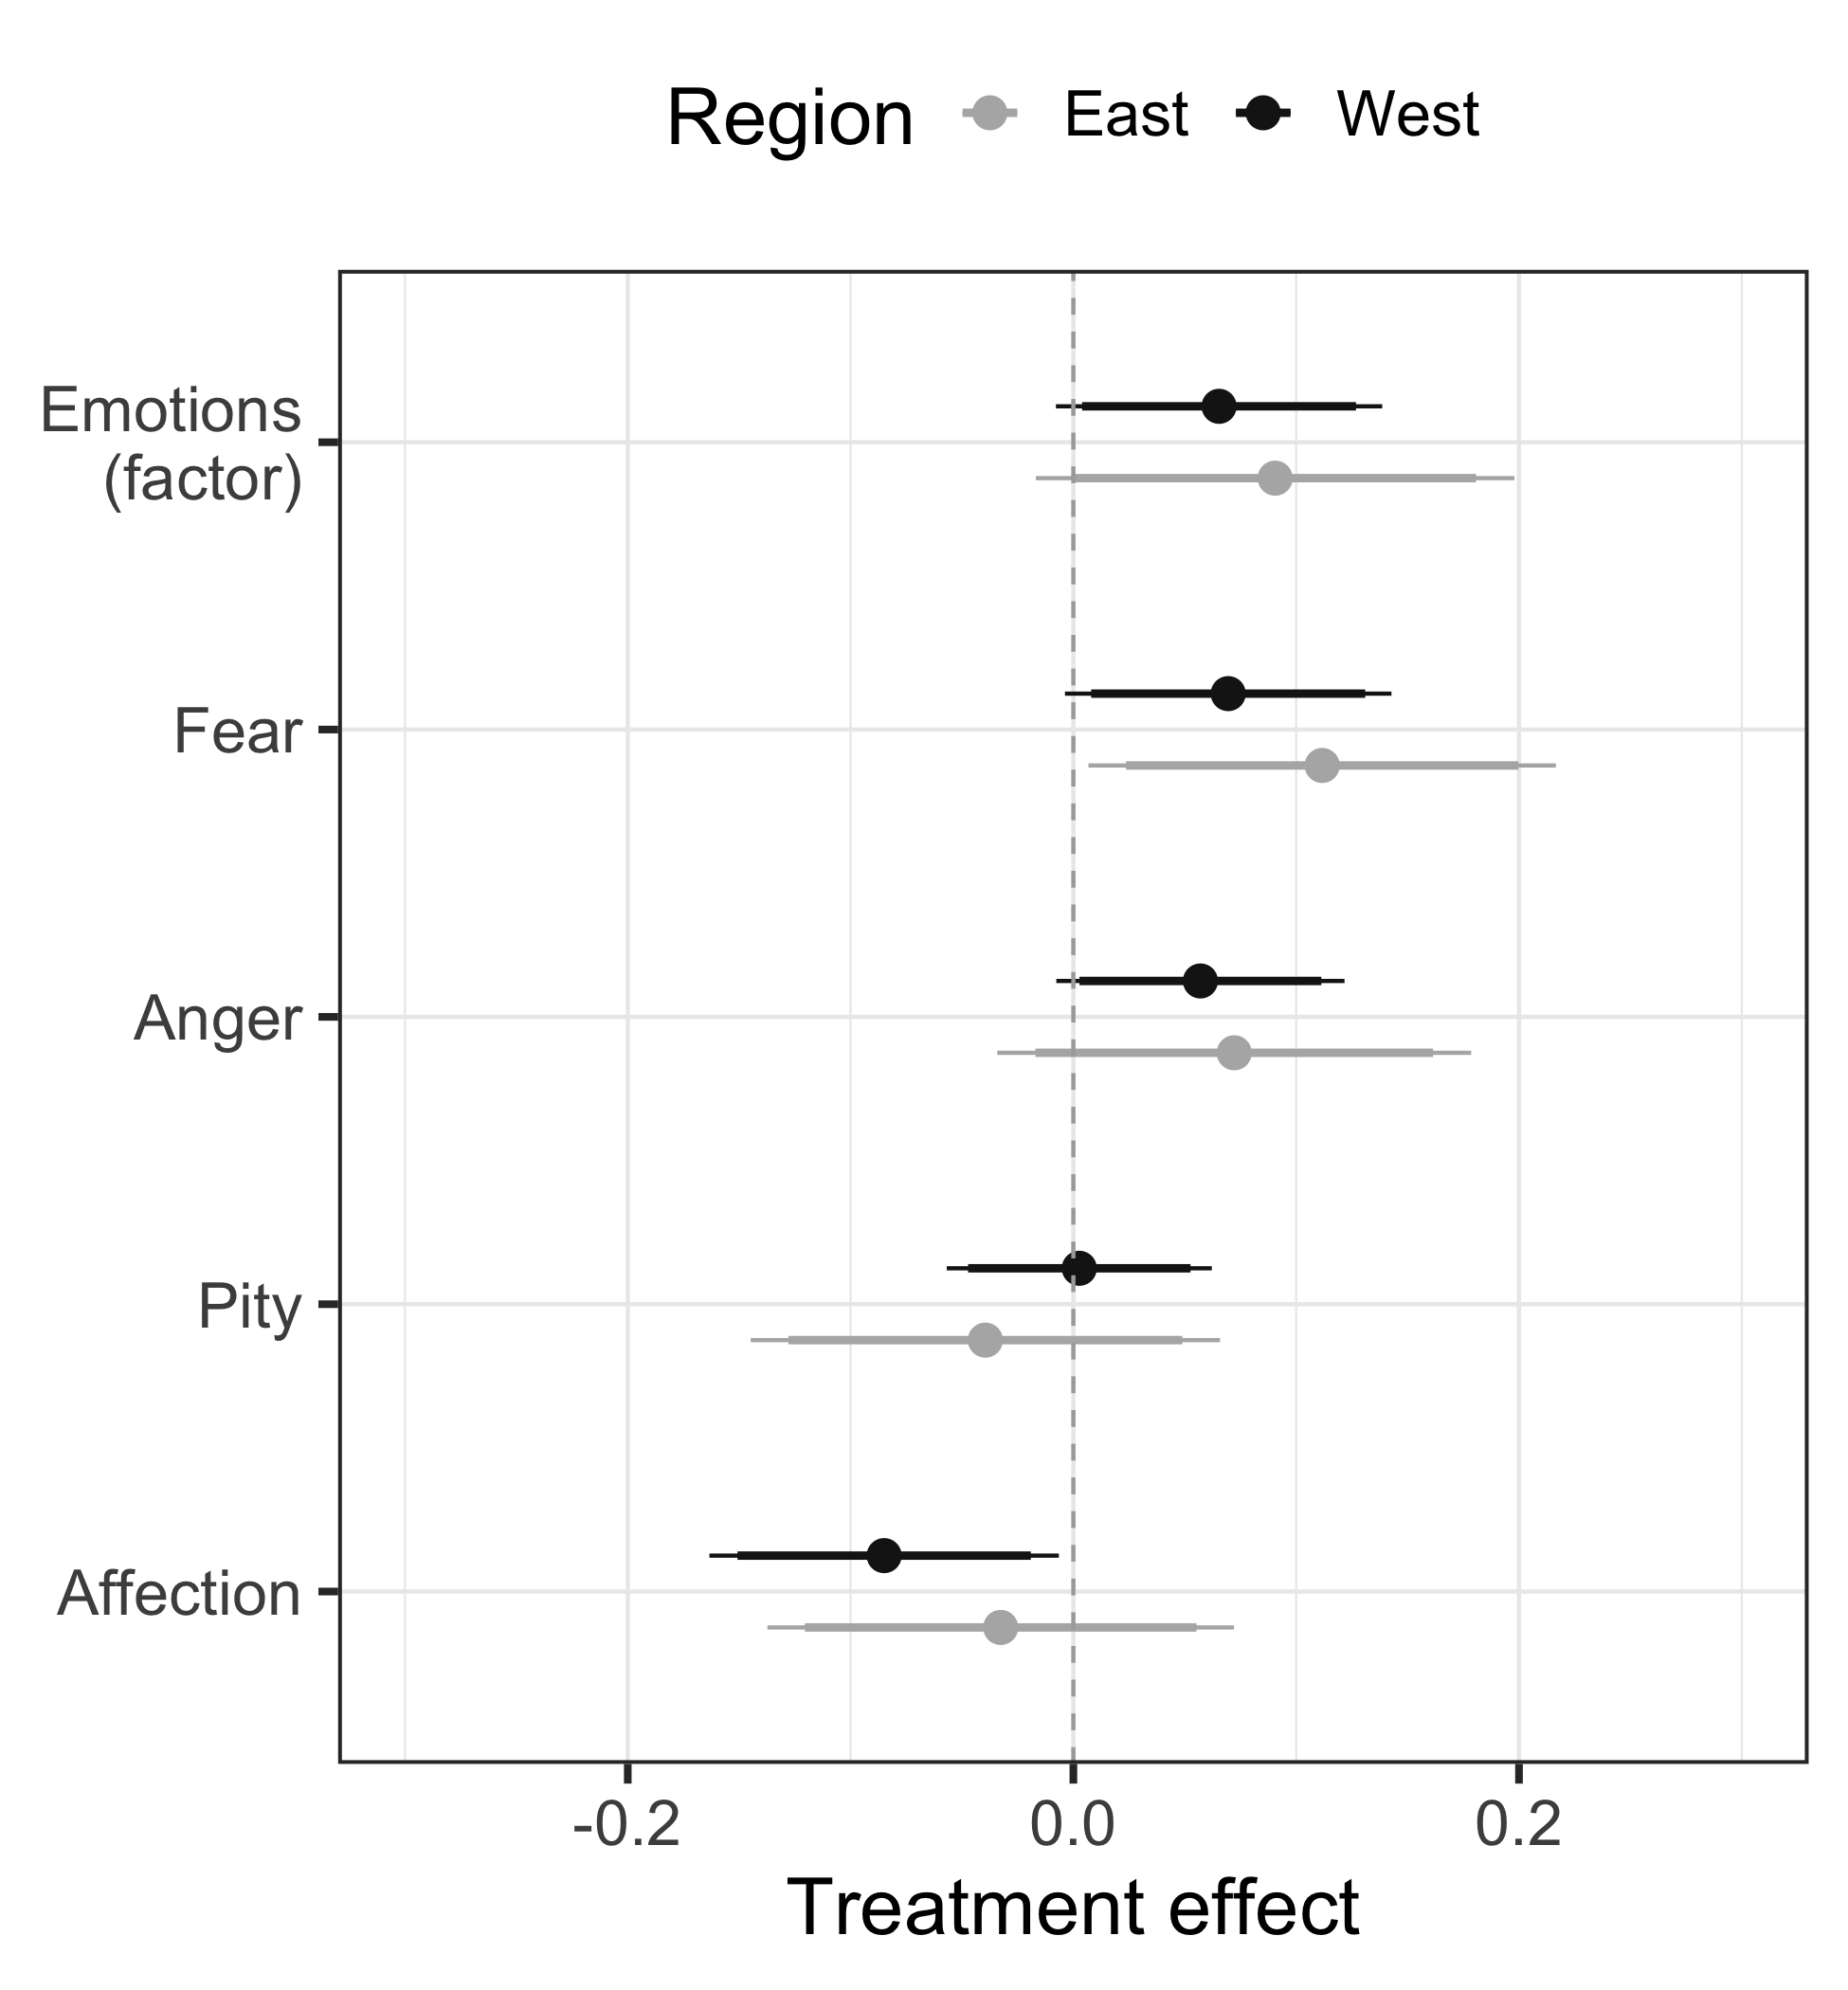 Region East West
Emotions
(factor)
Fear
Anger
Pity
Affection
-0.2 0.0 0.2
Treatment effect